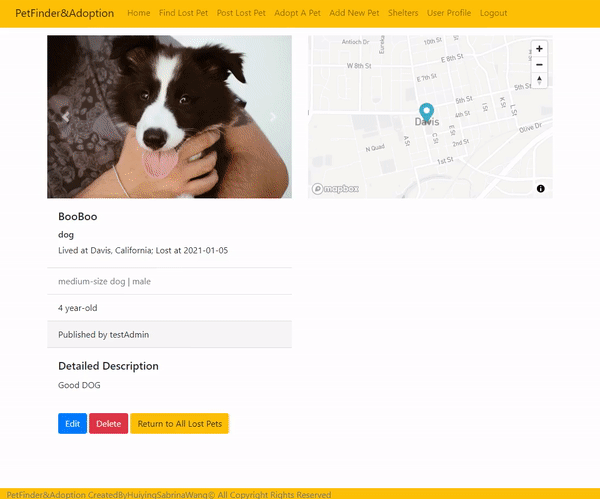 PetFinder&Adoption Home Find Lost Pet Post Lost Pet Adopt A Pet Add New Pet Shelters User Profile Logout
Antioch Dr
10th St
E 8th St
W 8th St
E 7th St
5th St
5th St
4th St
Davis
A St
C St
I St
K St
L St
Olive Dr
N Quad
1st St
2nd St
mapbox
BooBoo
dog
Lived at Davis, California; Lost at 2021-01-05
medium-size dog | male
4 year-old
Published by testAdmin
Detailed Description
Good DOG
Edit Delete Return to All Lost Pets
PetFinder&Adoption CreatedByHuiyingSabrinaWang© All Copyright Rights Reserved